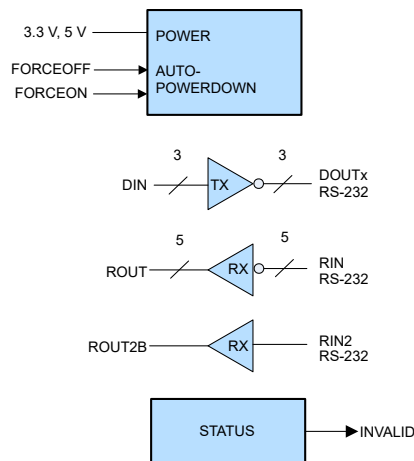 3.3 V, 5 V
POWER
FORCEOFF
AUTO-
FORCEON
POWERDOWN
3
3
DIN
TX
DOUTx
RS-232
5
5
ROUT
RX
RIN
RS-232
ROUT2B
RX
RIN2
RS-232
STATUS
INVALID